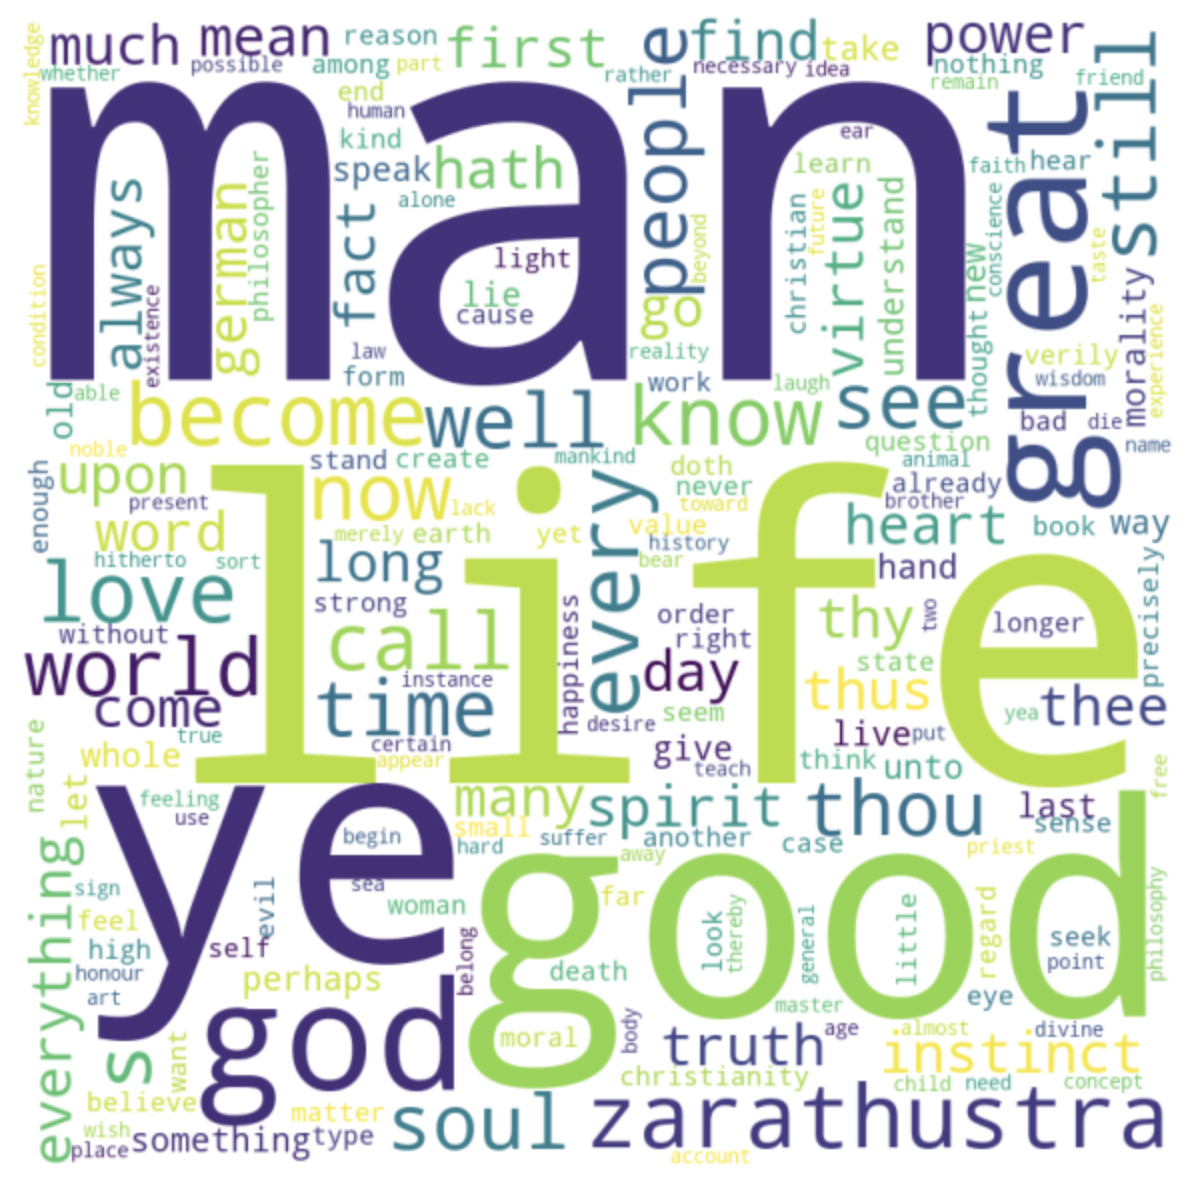 knowledge
much
mean
reason
first
people
find
take
power
still
whether
possible
among
part
rather
necessary
idea
nothing
remain
friend
man
end
human
great
kind
ear
speak
hath
learn
faith
hear
always
german
philosopher
alone
fact
light
beyond
christian
future
virtue
understand
conscience
taste
lie
cause
go
new
thought
morality
condition
existence
law
form
reality
verily
experience
old
able
work
laugh
wisdom
become
well
know
see
bad
die
name
noble
question
upon
stand
create
mankind
doth
animal
enough
present
now
lack
every
never
toward
already
brother
word
merely
earth
yet
value
history
heart
book
way
life
hitherto
sort
long
bear
hand
precisely
love
strong
happiness
order
right
thy
two
longer
without
call
world
instance
day
state
come
time
desire
seem
thus
yea
thee
true
certain
live
put
nature
whole
appear
give
teach
think
unto
free
let
feeling
use
many
spirit
thou
last
sense
ye
begin
small
hard
suffer
another
case
priest
good
away
everything
sign
sea
evil
woman
far
look
thereby
general
little
regard
seek
point
philosophy
feel
high
self
belong
honour
art
perhaps
death
eye
god
master
age
almost
divine
s
moral
body
truth
instinct
want
christianity
child
need
concept
believe
matter
soul
zarathustra
wish
place
something
type
account